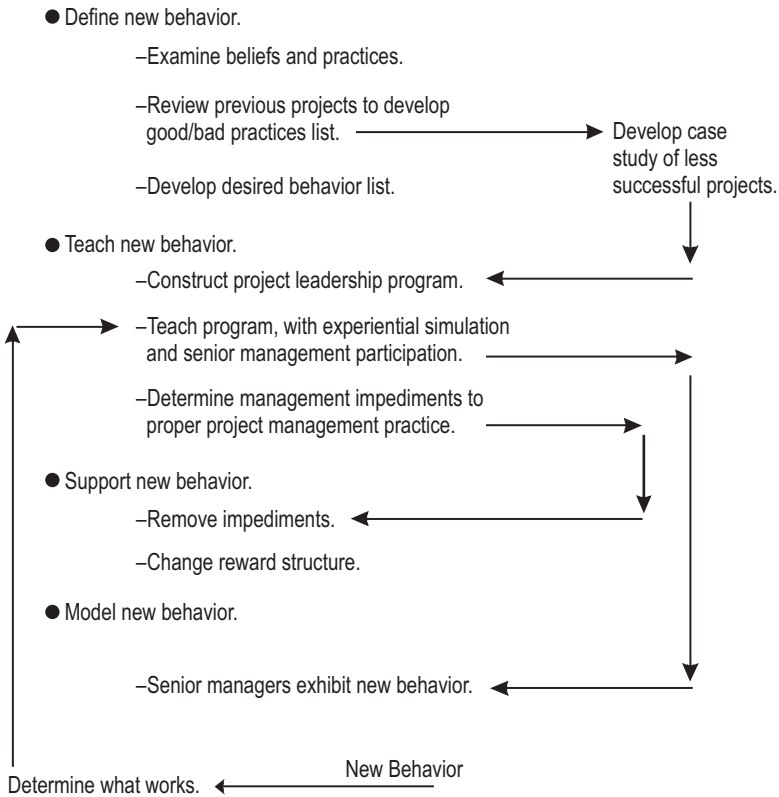 ● Define new behavior.
–Examine beliefs and practices.
–Review previous projects to develop
good/bad practices list.
Develop case
study of less
successful projects.
–Develop desired behavior list.
● Teach new behavior.
–Construct project leadership program.
–Teach program, with experiential simulation
and senior management participation.
–Determine management impediments to
proper project management practice.
● Support new behavior.
–Remove impediments.
–Change reward structure.
● Model new behavior.
–Senior managers exhibit new behavior.
New Behavior
Determine what works.